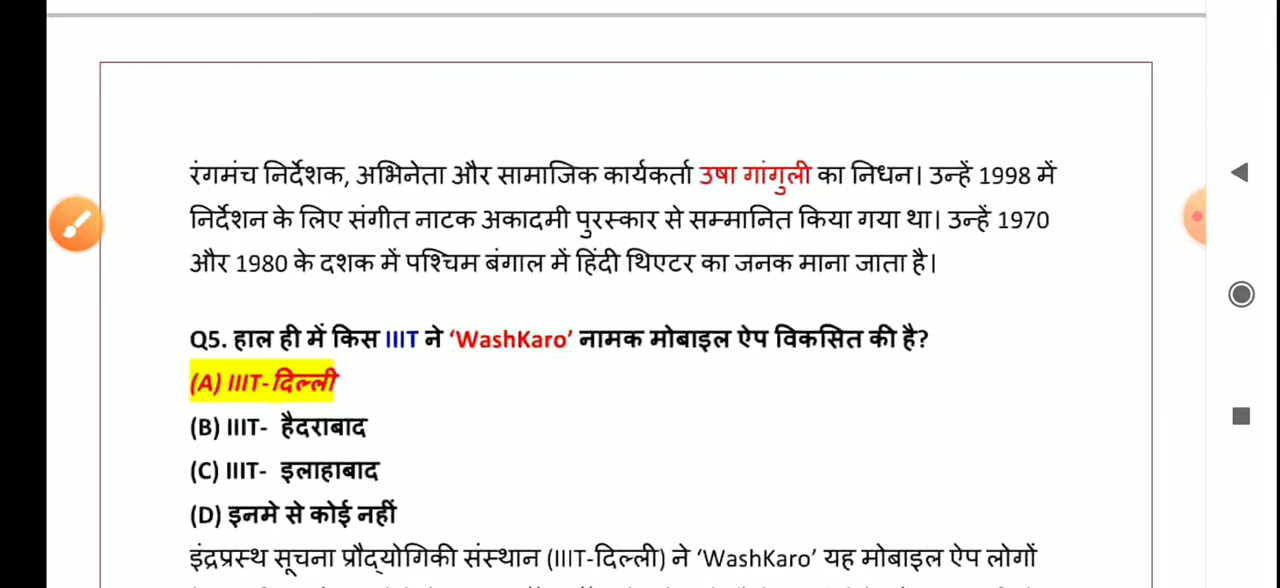 रंगमंच निर्देशक, अभिनेता और सामाजिक कार्यकर्ता उषा गांगुली का निधन। उन्हें 1998 में
निर्देशन के लिए संगीत नाटक अकादमी पुरस्कार से सम्मानित किया गया था। उन्हें 1970
और 1980 के दशक में पश्चिम बंगाल में हिंदी थिएटर का जनक माना जाता है।
Q5. हाल ही में किस IIIT ने ‘WashKaro’ नामक मोबाइल ऐप विकसित की है?
(A) IIIT-दिल्ली
(B) IIIT- हैदराबाद
(C) IIIT- इलाहाबाद
(D) इनमे से कोई नहीं
इंद्रप्रस्थ सूचना प्रौद्योगिकी संस्थान (IIIT-दिल्ली) ने ‘WashKaro’ यह मोबाइल ऐप लोगों